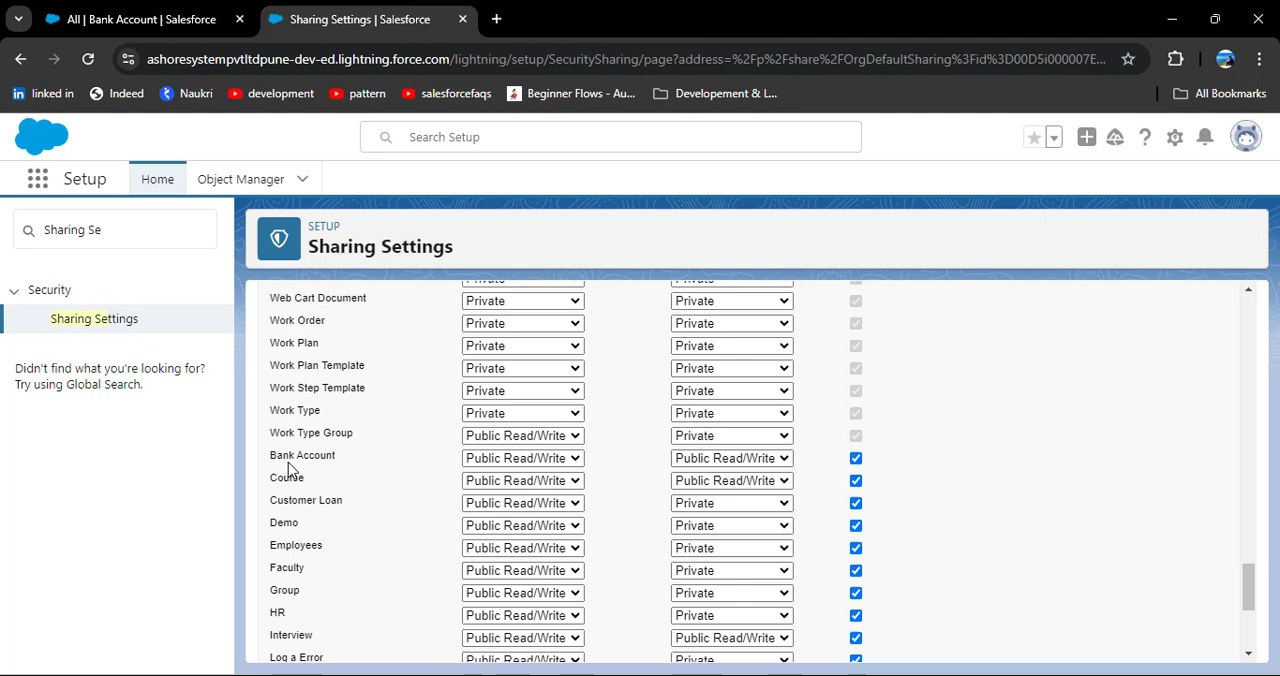 All | Bank Account | Salesforce
Sharing Settings | Salesforce
ashoresystempvtltdpune-dev-ed.lightning.force.com/lightning/setup/SecuritySharing/page?address=%2Fp%2Fshare%2FOrgDefaultSharing%3Fid%3D00D5i000007E...
in linked in
Indeed
Naukri
development
pattern
salesforcefaqs
Beginner Flows - Au...
Developement & L...
All Bookmarks
Search Setup
Setup
Home
Object Manager
Sharing Se
Security
Sharing Settings
Didn't find what you're looking for?
Try using Global Search.
SETUP
Sharing Settings
Web Cart Document Private Private
Work Order Private Private
Work Plan Private Private
Work Plan Template Private Private
Work Step Template Private Private
Work Type Private Private
Work Type Group Public Read/Write Private
Bank Account Public Read/Write Public Read/Write
Course Public Read/Write Public Read/Write
Customer Loan Public Read/Write Private
Demo Public Read/Write Private
Employees Public Read/Write Private
Faculty Public Read/Write Private
Group Public Read/Write Private
HR Public Read/Write Private
Interview Public Read/Write Public Read/Write
Log a Error Public Read/Write Private